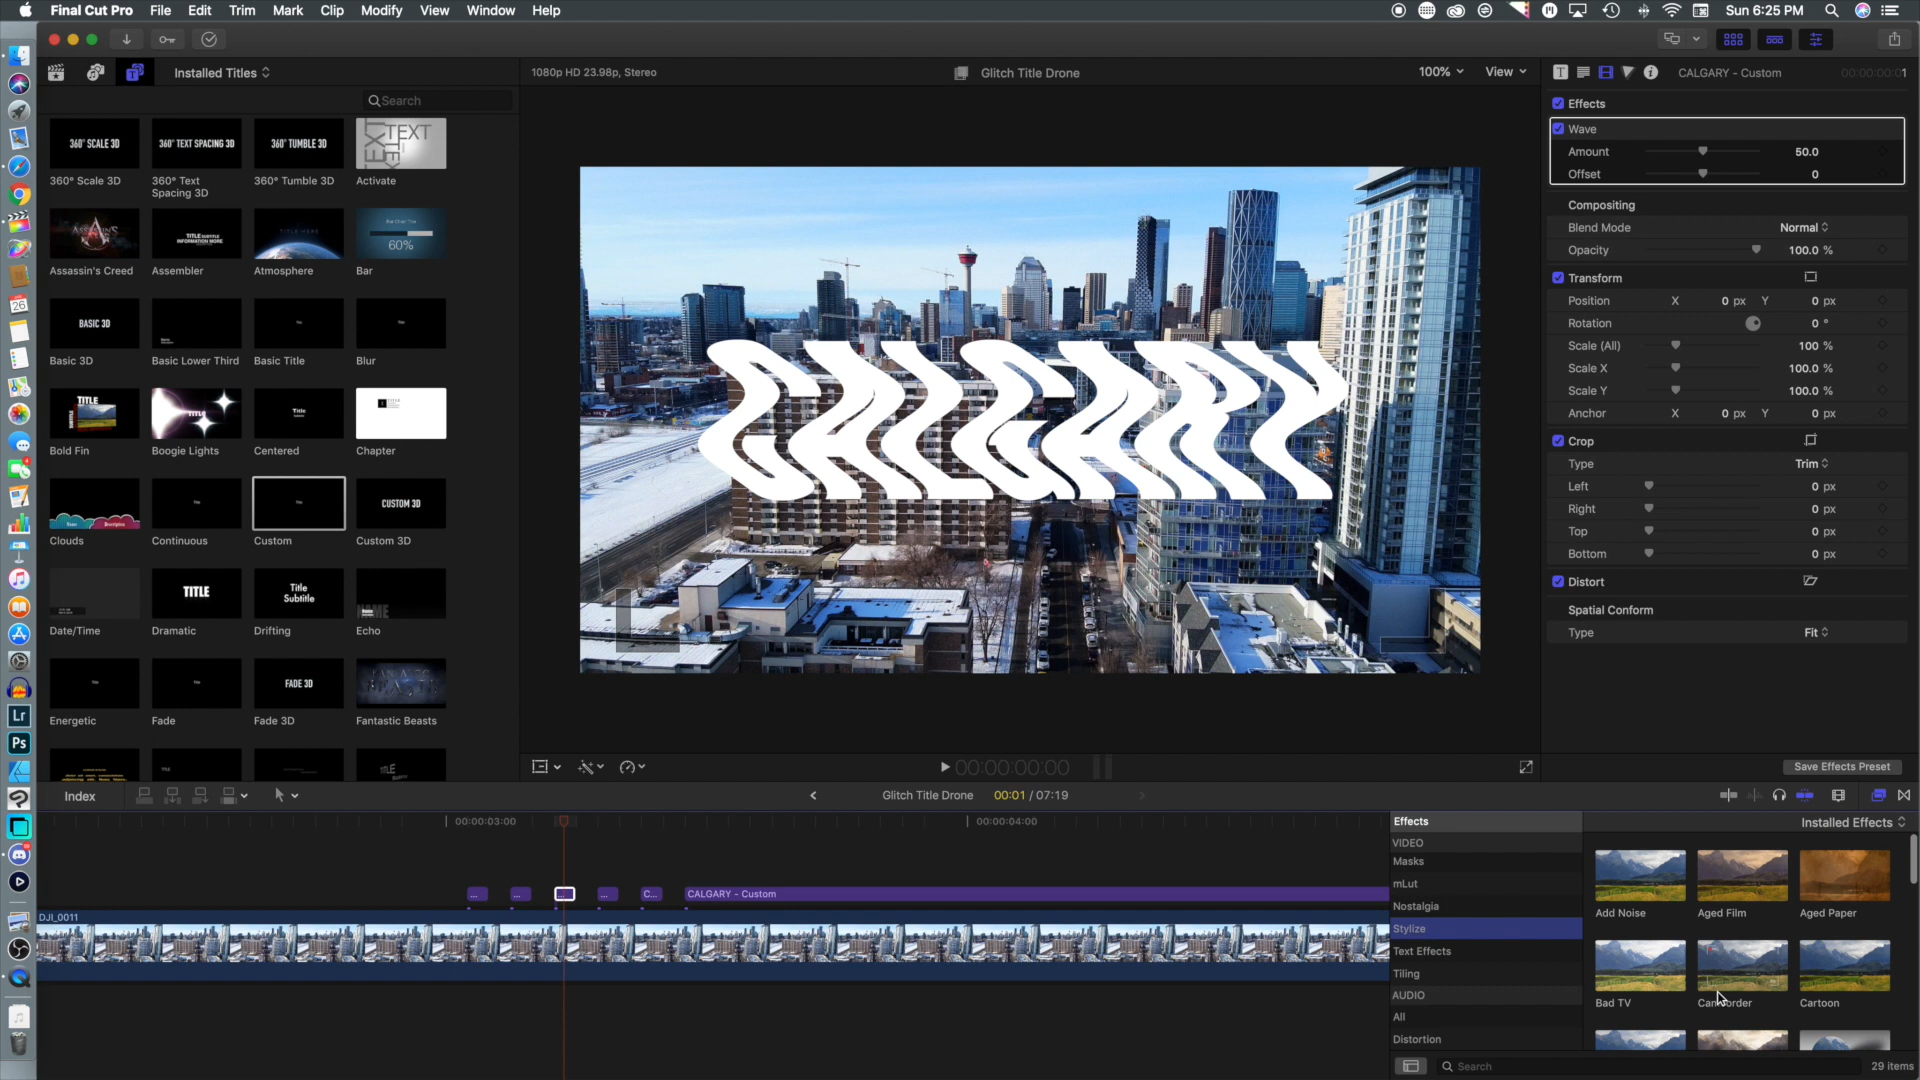 Final Cut Pro File Edit Trim Mark Clip Modify View Window Help
Sun 6:25 PM
Installed Titles
1080p HD 23.98p, Stereo
Glitch Title Drone
100%
View
CALGARY - Custom
00:00:00:01
Search
Effects
Wave
Amount 50.0
Offset 0
Compositing
Blend Mode Normal
Opacity 100.0 %
Transform
Position X 0 px Y 0 px
Rotation 0 °
Scale (All) 100 %
Scale X 100.0 %
Scale Y 100.0 %
Anchor X 0 px Y 0 px
Crop
Type Trim
Left 0 px
Right 0 px
Top 0 px
Bottom 0 px
Distort
Spatial Conform
Type Fit
Save Effects Preset
360° SCALE 3D 360° TEXT SPACING 3D 360° TUMBLE 3D TEXT
360° Scale 3D 360° Text Spacing 3D 360° Tumble 3D Activate
TITLE SUBTITLE
INFORMATION MORE
TITLE HERE
60%
Assassin's Creed Assembler Atmosphere Bar
BASIC 3D
Basic 3D Basic Lower Third Basic Title Blur
TITLE
Title
Bold Fin Boogie Lights Centered Chapter
CUSTOM 3D
Clouds Continuous Custom Custom 3D
TITLE
Title
Subtitle
NAME
Date/Time Dramatic Drifting Echo
FADE 3D
Energetic Fade Fade 3D Fantastic Beasts
CALGARY
00:00:00:00
Index
Glitch Title Drone 00:01 / 07:19
00:00:03:00
00:00:04:00
... ... ... C... CALGARY - Custom
DJI_0011
Effects
Installed Effects
VIDEO
Masks
mLut
Nostalgia
Stylize
Text Effects
Tiling
AUDIO
All
Distortion
Add Noise Aged Film Aged Paper
Bad TV Camcorder Cartoon
Search
29 items
26
Lr
Ps